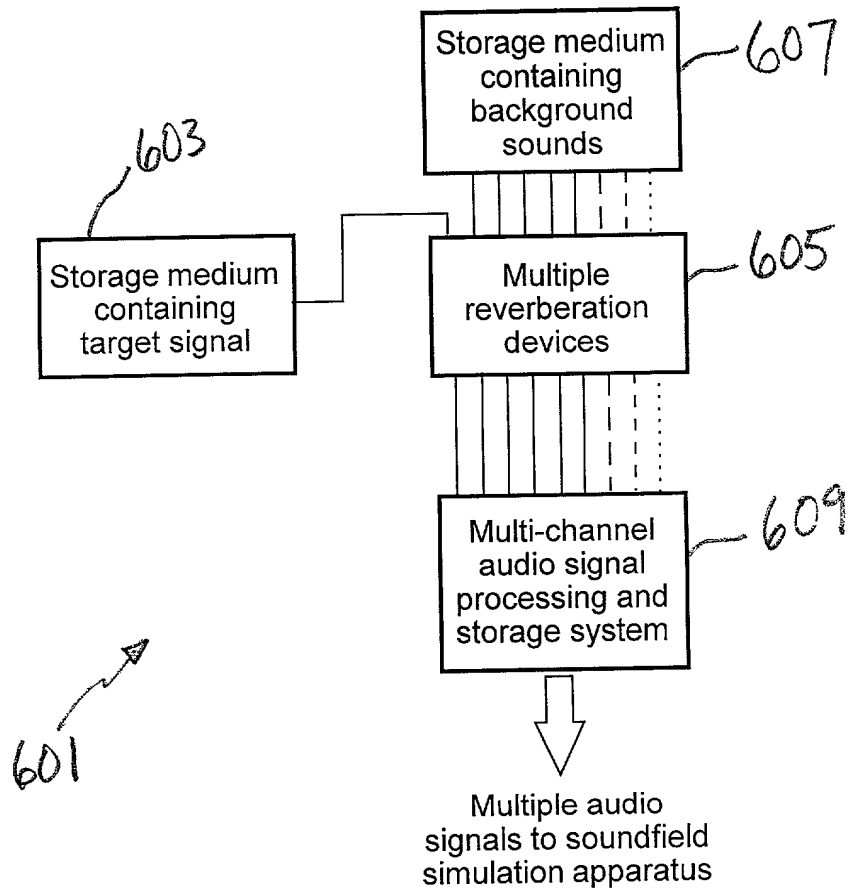 Storage medium
containing
background
sounds
607
603
Storage medium
containing
target signal
Multiple
reverberation
devices
605
Multi-channel
audio signal
processing and
storage system
609
601
Multiple audio
signals to soundfield
simulation apparatus